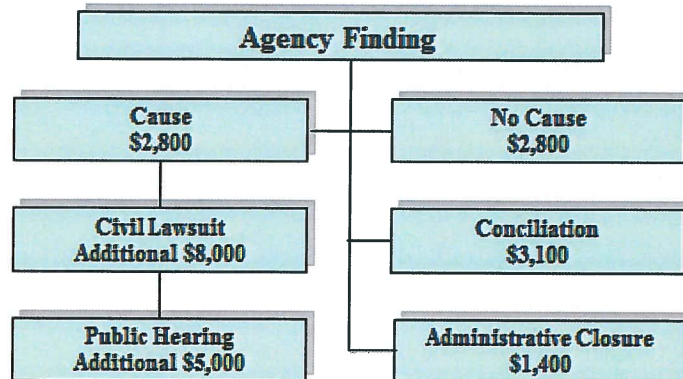 Agency Finding
Cause
$2,800
No Cause
$2,800
Civil Lawsuit
Additional $8,000
Conciliation
$3,100
Public Hearing
Additional $5,000
Administrative Closure
$1,400